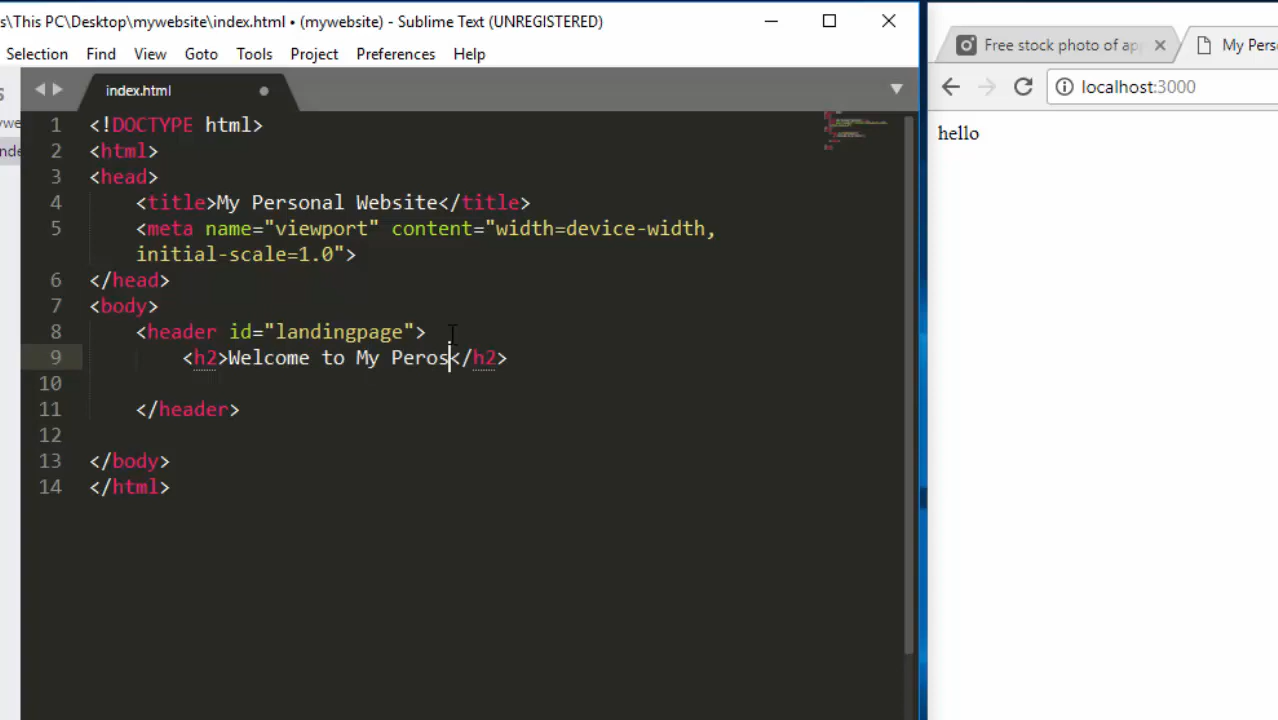 s\This PC\Desktop\mywebsite\index.html • (mywebsite) - Sublime Text (UNREGISTERED)
Selection Find View Goto Tools Project Preferences Help
index.html
1 <!DOCTYPE html>
2 <html>
3 <head>
4 <title>My Personal Website</title>
5 <meta name="viewport" content="width=device-width,
initial-scale=1.0">
6 </head>
7 <body>
8 <header id="landingpage">
9 <h2>Welcome to My Peros</h2>
10
11 </header>
12
13 </body>
14 </html>
Free stock photo of ap
My Pers
localhost:3000
hello